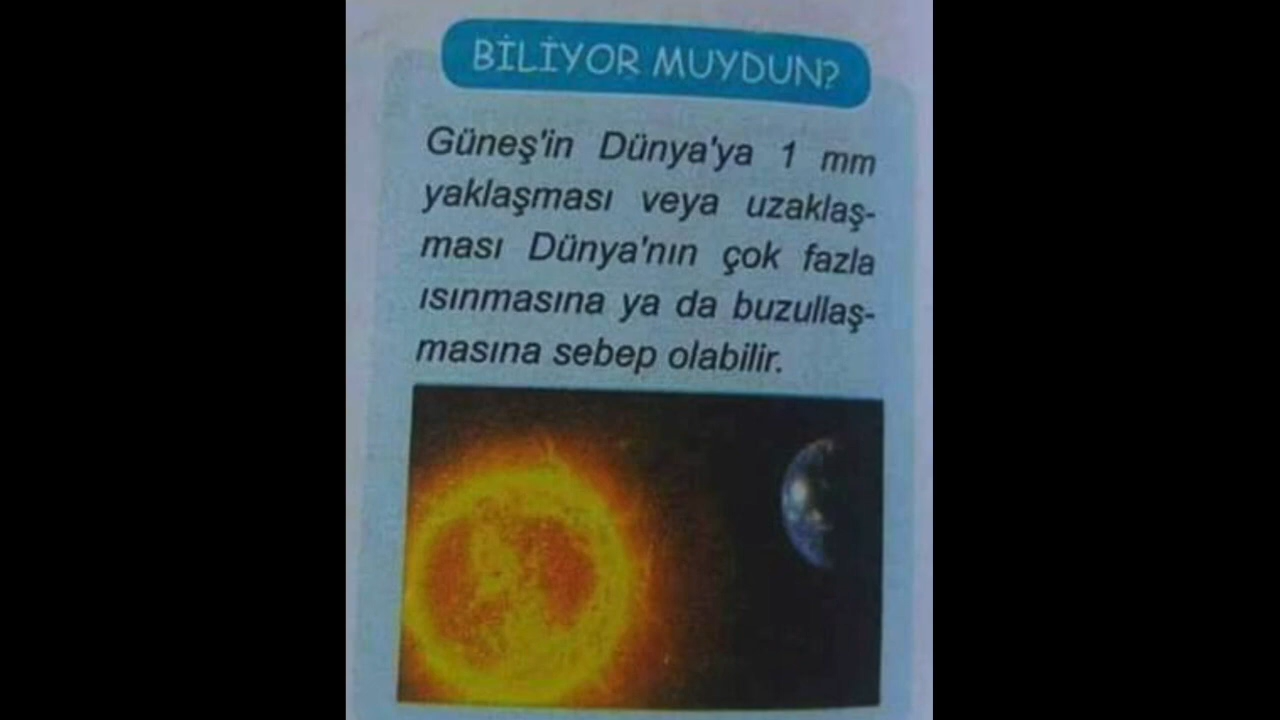 BİLİYOR MUYDUN?
Güneş'in Dünya'ya 1 mm
yaklaşması veya uzaklaş-
ması Dünya'nın çok fazla
ısınmasına ya da buzullaş-
masına sebep olabilir.